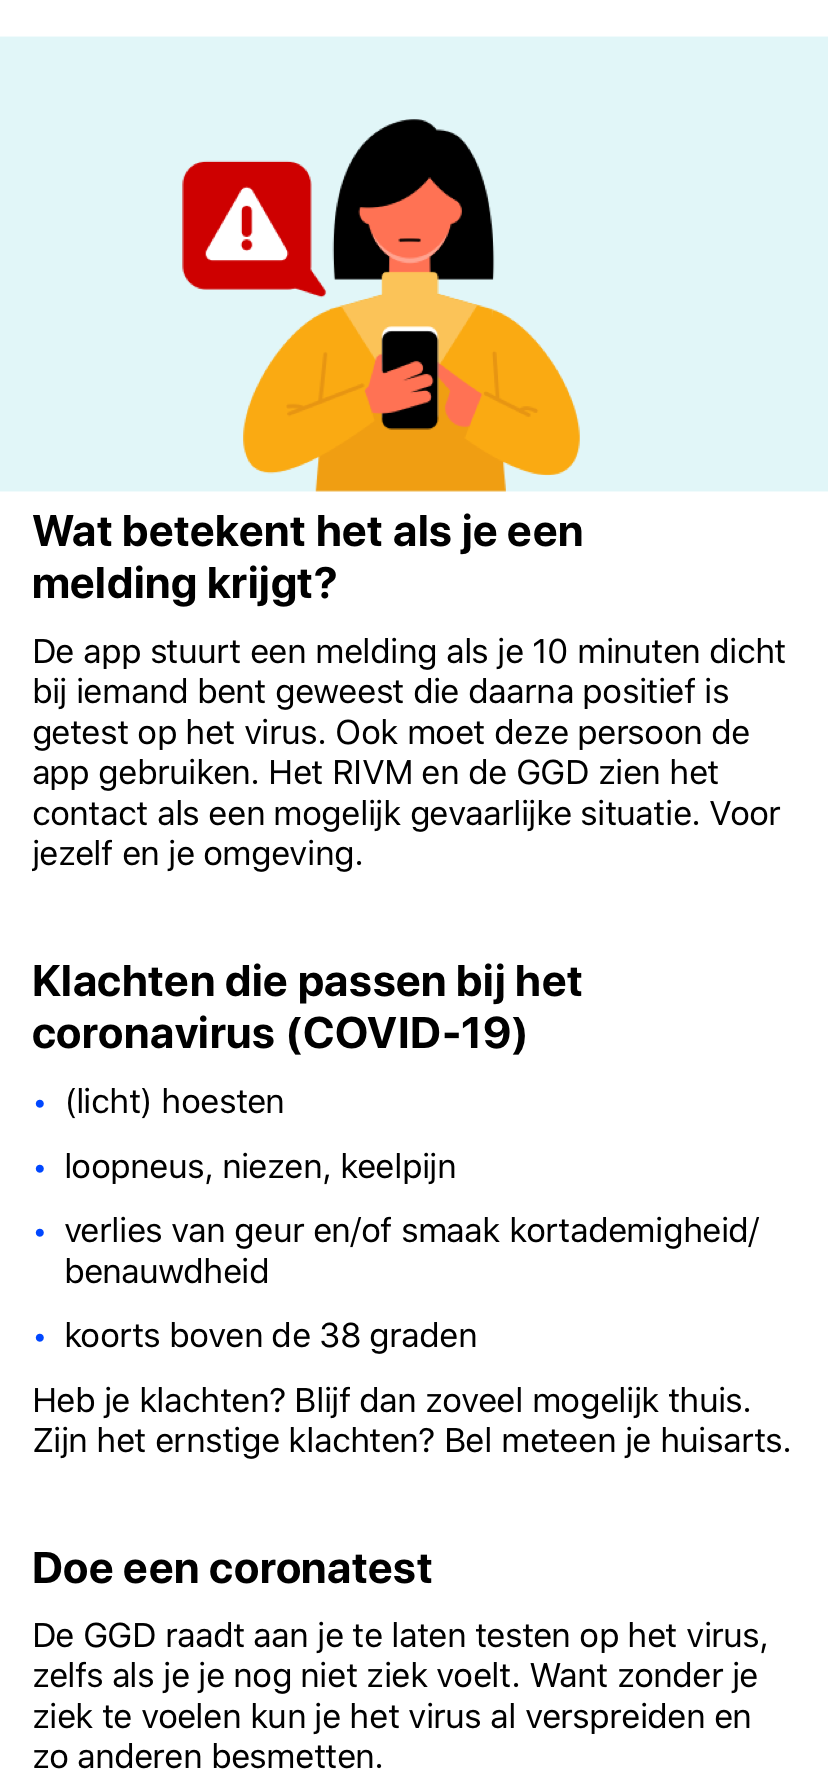 Wat betekent het als je een
melding krijgt?
De app stuurt een melding als je 10 minuten dicht
bij iemand bent geweest die daarna positief is
getest op het virus. Ook moet deze persoon de
app gebruiken. Het RIVM en de GGD zien het
contact als een mogelijk gevaarlijke situatie. Voor
jezelf en je omgeving.
Klachten die passen bij het
coronavirus (COVID-19)
• (licht) hoesten
• loopneus, niezen, keelpijn
• verlies van geur en/of smaak kortademigheid/
benauwdheid
• koorts boven de 38 graden
Heb je klachten? Blijf dan zoveel mogelijk thuis.
Zijn het ernstige klachten? Bel meteen je huisarts.
Doe een coronatest
De GGD raadt aan je te laten testen op het virus,
zelfs als je je nog niet ziek voelt. Want zonder je
ziek te voelen kun je het virus al verspreiden en
zo anderen besmetten.